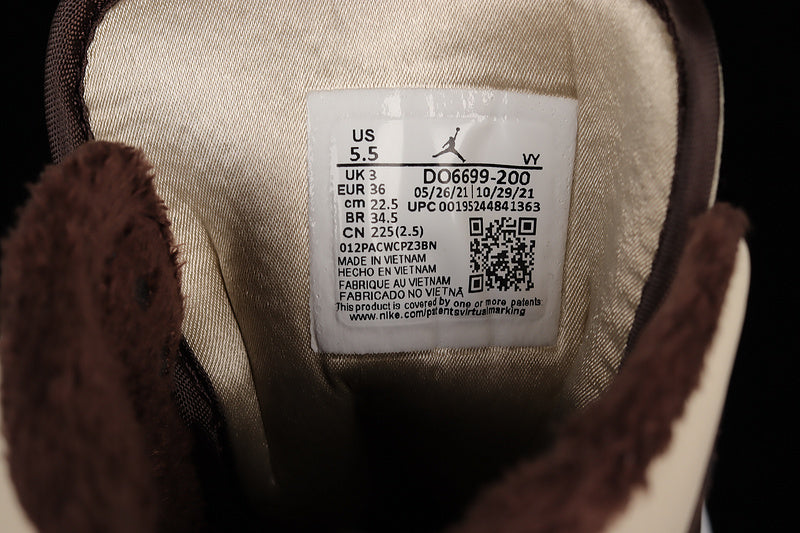 US
5.5
VY
UK 3 DO6699-200
EUR 36 05/26/21 10/29/21
cm 22.5 UPC 00195244841363
BR 34.5
CN 225(2.5)
012PACWCPZ3BN
MADE IN VIETNAM
HECHO EN VIETNAM
FABRIQUE AU VIETNAM
FABRICADO NO VIETNÃ
This product is covered by one or more patents:
www.nike.com/patentsvirtualmarking